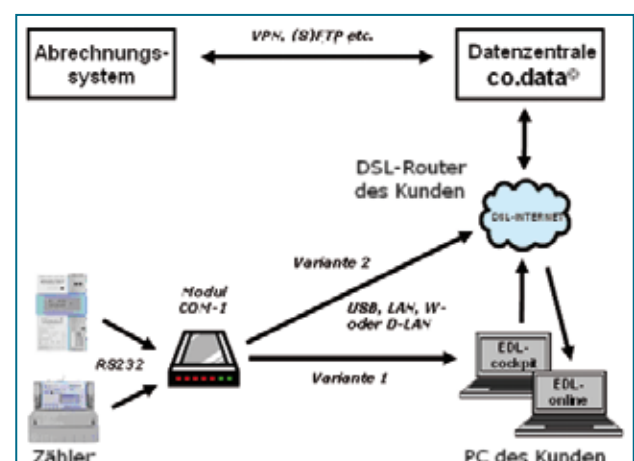 Abrechnungs-
system
VPN, (S)FTP etc.
Datenzentrale
co.data©
DSL-Router
des Kunden
DSL-INTERNET
Variante 2
Modul
COM-1
USB, LAN, W-
oder D-LAN
RS232
Variante 1
EDL-
cockpit
EDL-
online
Zähler
PC des Kunden